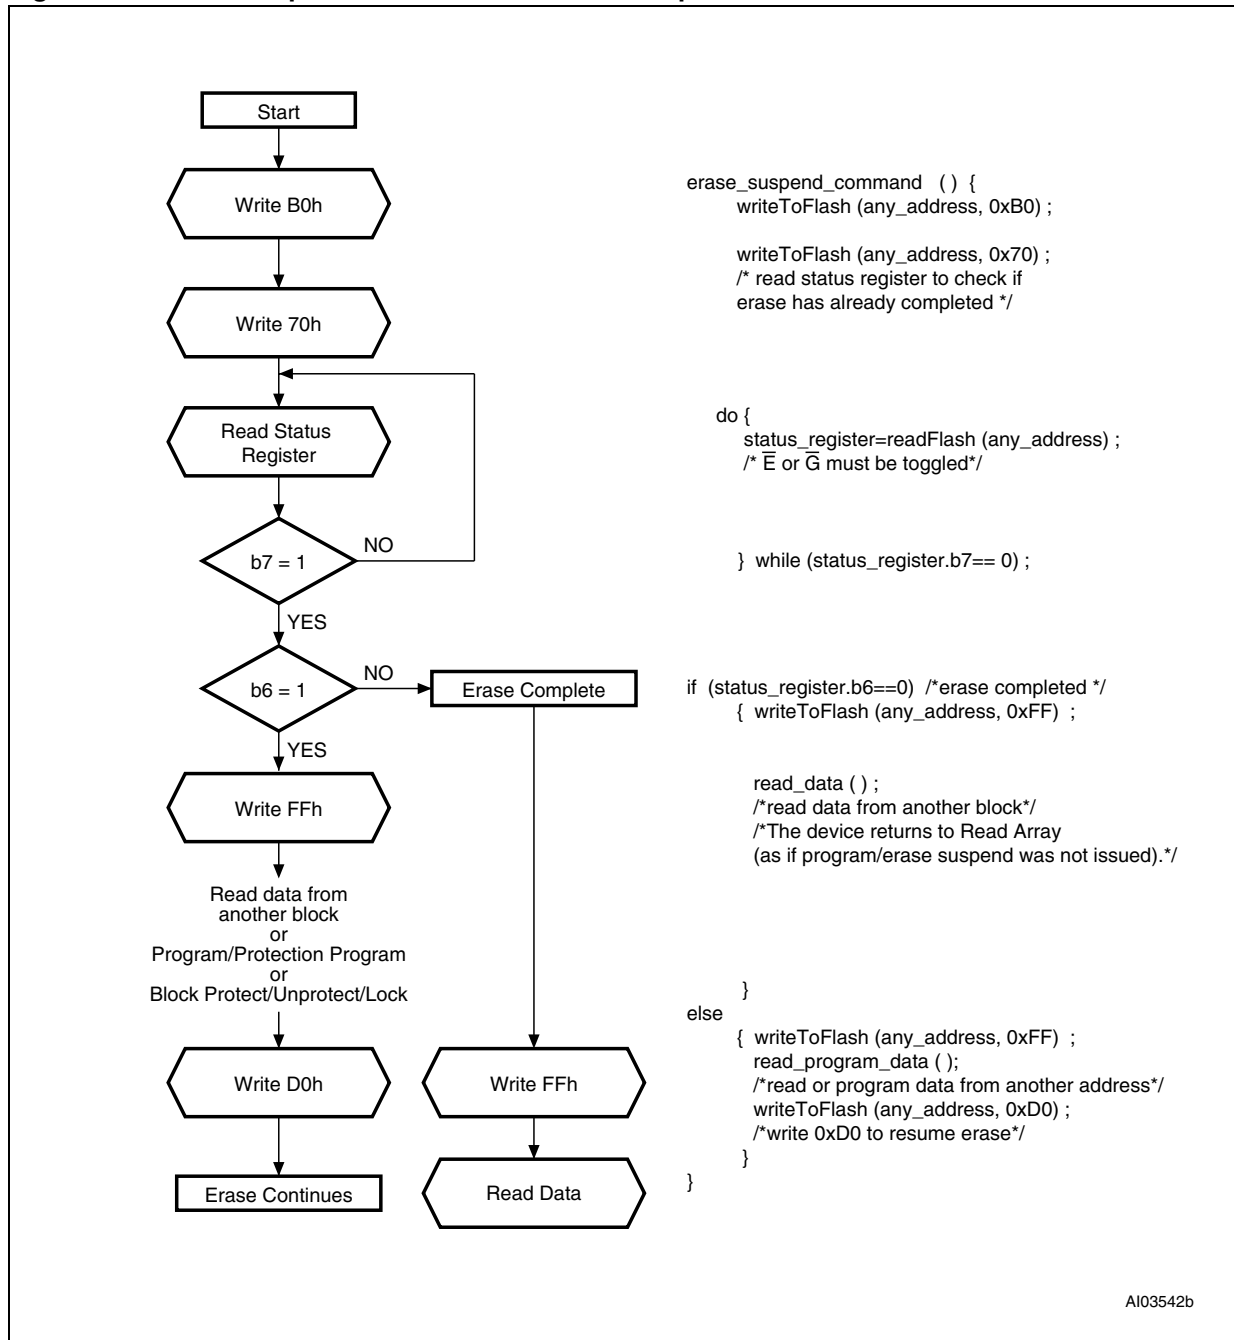 Start
Write B0h
Write 70h
Read Status
Register
b7 = 1
NO
YES
b6 = 1
NO
Erase Complete
YES
Write FFh
Read data from
another block
or
Program/Protection Program
or
Block Protect/Unprotect/Lock
Write D0h
Write FFh
Erase Continues
Read Data
erase_suspend_command ( ) {
writeToFlash (any_address, 0xB0) ;
writeToFlash (any_address, 0x70) ;
/* read status register to check if
erase has already completed */
do {
status_register=readFlash (any_address) ;
/* E̅ or G̅ must be toggled*/
} while (status_register.b7== 0) ;
if (status_register.b6==0) /*erase completed */
{ writeToFlash (any_address, 0xFF) ;
read_data ( ) ;
/*read data from another block*/
/*The device returns to Read Array
(as if program/erase suspend was not issued).*/
}
else
{ writeToFlash (any_address, 0xFF) ;
read_program_data ( );
/*read or program data from another address*/
writeToFlash (any_address, 0xD0) ;
/*write 0xD0 to resume erase*/
}
}
AI03542b